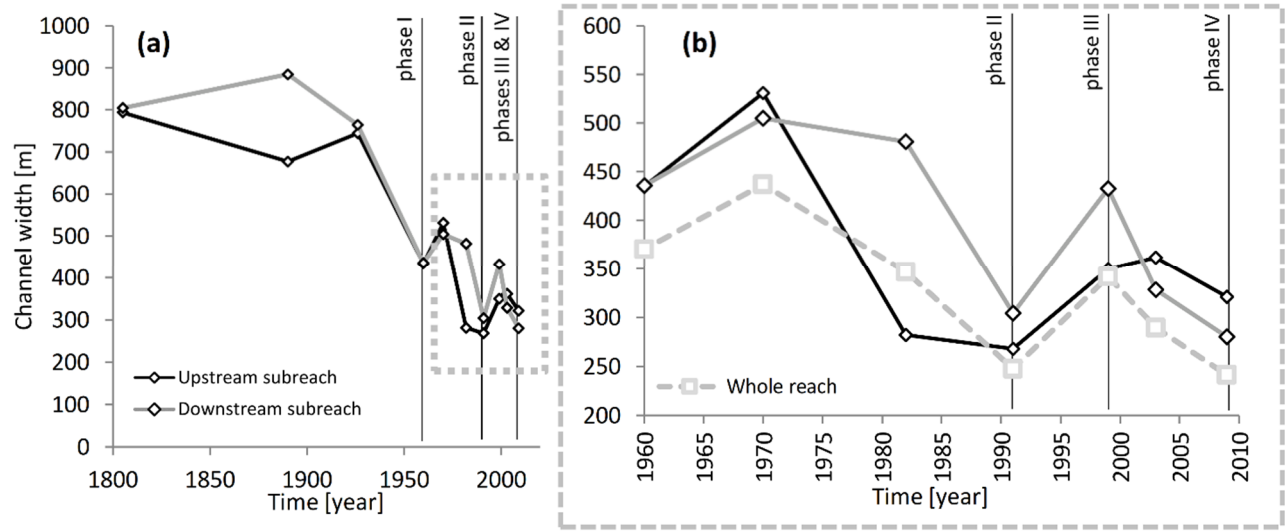 (a)
Channel width [m]
1000
900
800
700
600
500
400
300
200
100
0
phase I
phase II
phases III & IV
Upstream subreach
Downstream subreach
1800
1850
1900
1950
2000
Time [year]
(b)
600
550
500
450
400
350
300
250
200
phase II
phase III
phase IV
Whole reach
1960
1965
1970
1975
1980
1985
1990
1995
2000
2005
2010
Time [year]